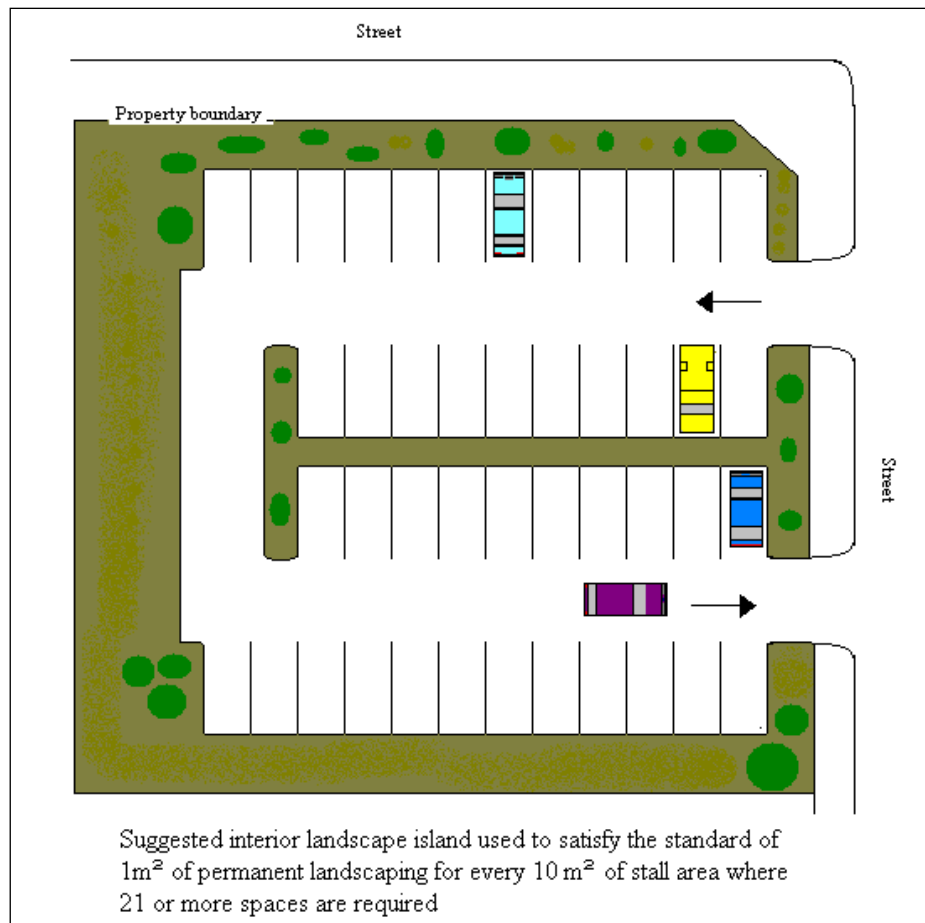 Street
Property boundary
Street
Suggested interior landscape island used to satisfy the standard of
1m² of permanent landscaping for every 10 m² of stall area where
21 or more spaces are required